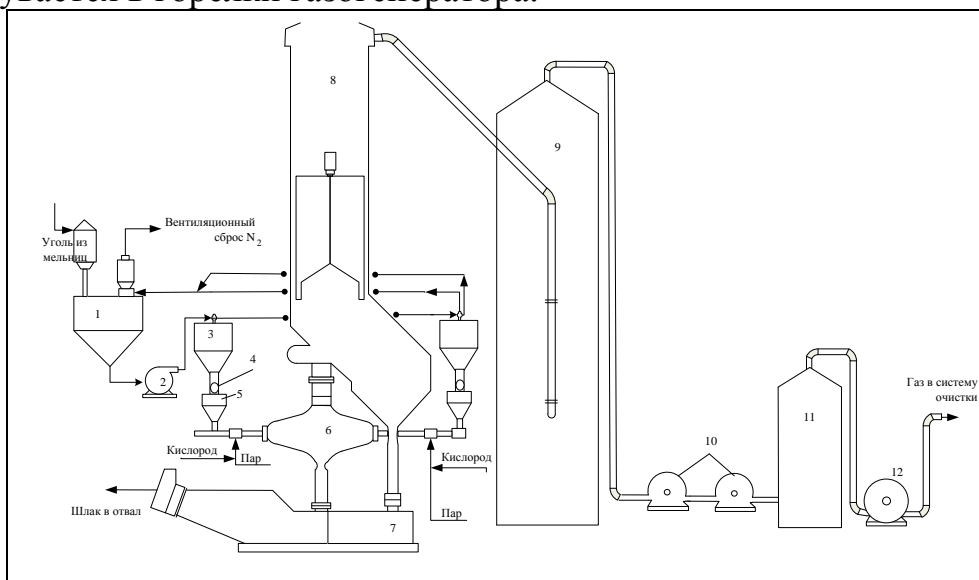 8
9
Вентиляционный
сброс N2
Уголь из
мельниц
1
3
4
2
5
Газ в систему
очистки
11
6
10
Кислород
Кислород
Пар
12
Шлак в отвал
7
Пар